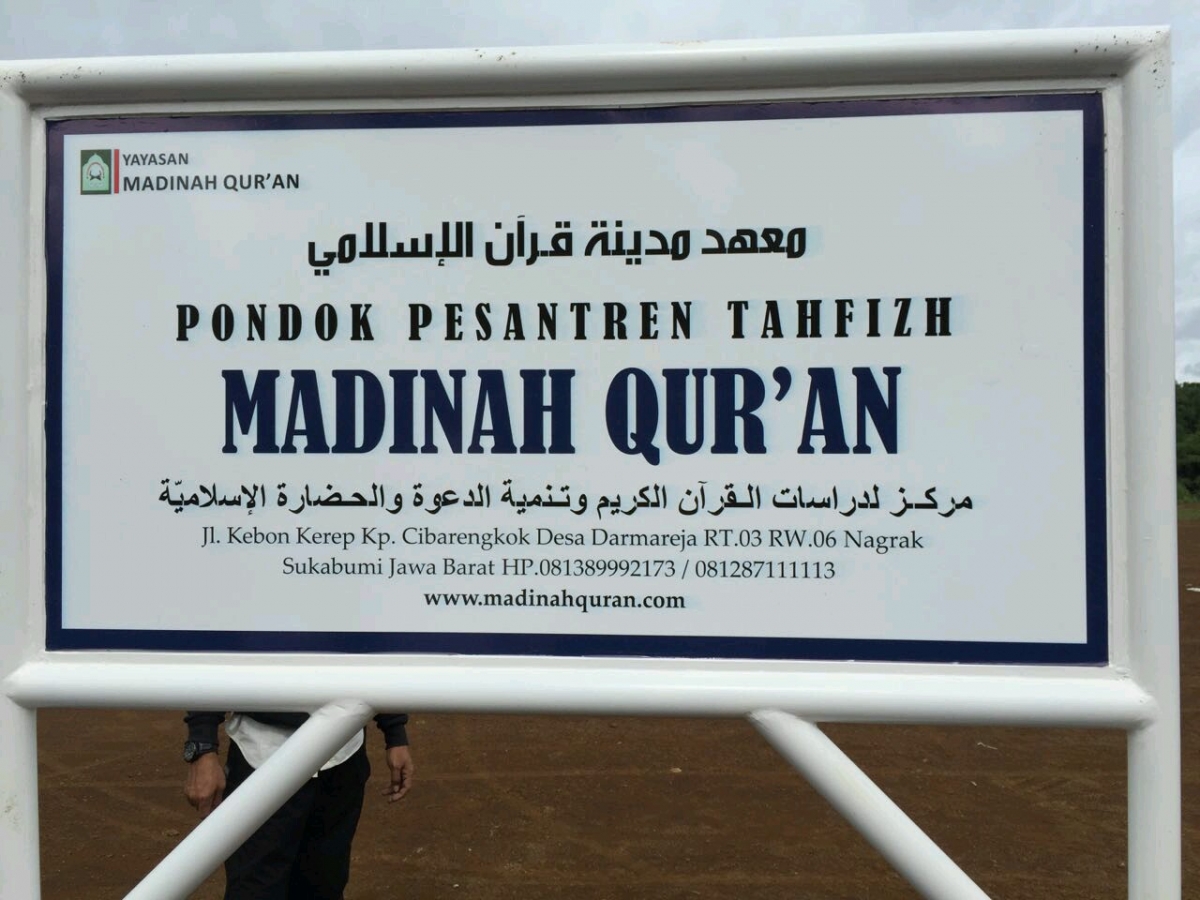 YAYASAN
MADINAH QUR'AN
معهد مدينة قرآن الإسلامي
PONDOK PESANTREN TAHFIZH
MADINAH QUR'AN
مركز لدراسات القرآن الكريم وتنمية الدعوة والحضارة الإسلاميّة
Jl. Kebon Kerep Kp. Cibarengkok Desa Darmareja RT.03 RW.06 Nagrak
Sukabumi Jawa Barat HP.081389992173 / 081287111113
www.madinahquran.com